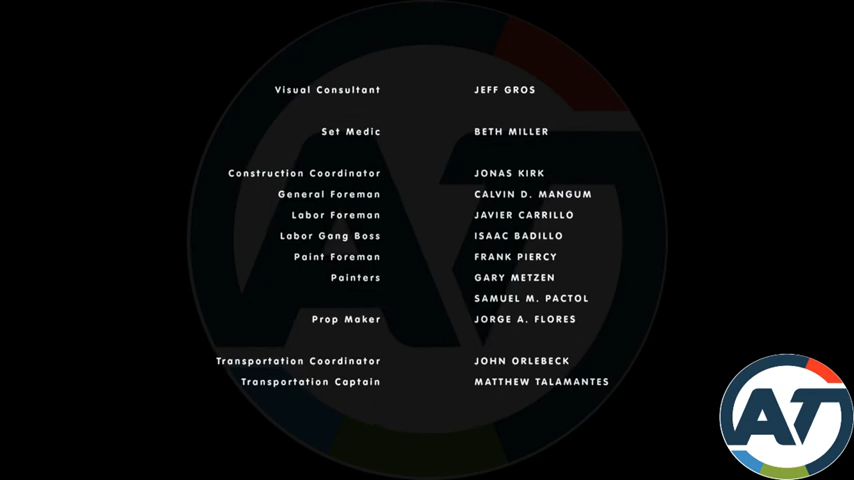 Visual Consultant JEFF GROS
Set Medic BETH MILLER
Construction Coordinator JONAS KIRK
General Foreman CALVIN D. MANGUM
Labor Foreman JAVIER CARRILLO
Labor Gang Boss ISAAC BADILLO
Paint Foreman FRANK PIERCY
Painters GARY METZEN
SAMUEL M. PACTOL
Prop Maker JORGE A. FLORES
Transportation Coordinator JOHN ORLEBECK
Transportation Captain MATTHEW TALAMANTES
AT
AT